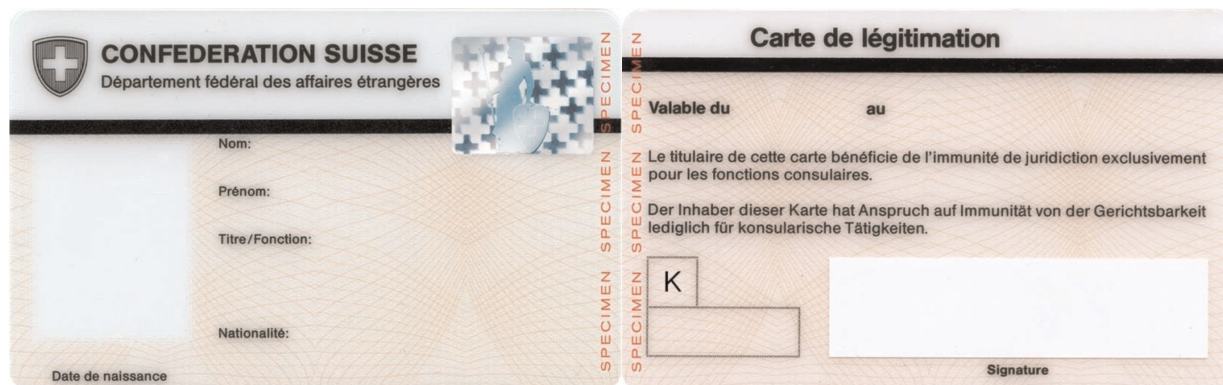 CONFEDERATION SUISSE
Département fédéral des affaires étrangères
Nom:
Prénom:
Titre/Fonction:
Nationalité:
Date de naissance
SPECIMEN SPECIMEN SPECIMEN
Carte de légitimation
SPECIMEN SPECIMEN SPECIMEN
Valable du au
Le titulaire de cette carte bénéficie de l'immunité de juridiction exclusivement
pour les fonctions consulaires.
Der Inhaber dieser Karte hat Anspruch auf Immunität von der Gerichtsbarkeit
lediglich für konsularische Tätigkeiten.
K
Signature